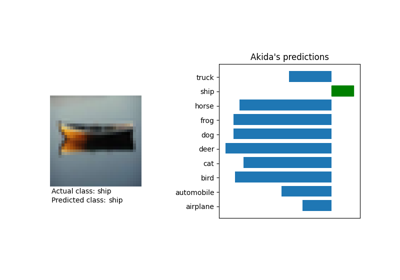 Akida's predictions
truck
ship
horse
frog
dog
deer
cat
bird
automobile
airplane
Actual class: ship
Predicted class: ship